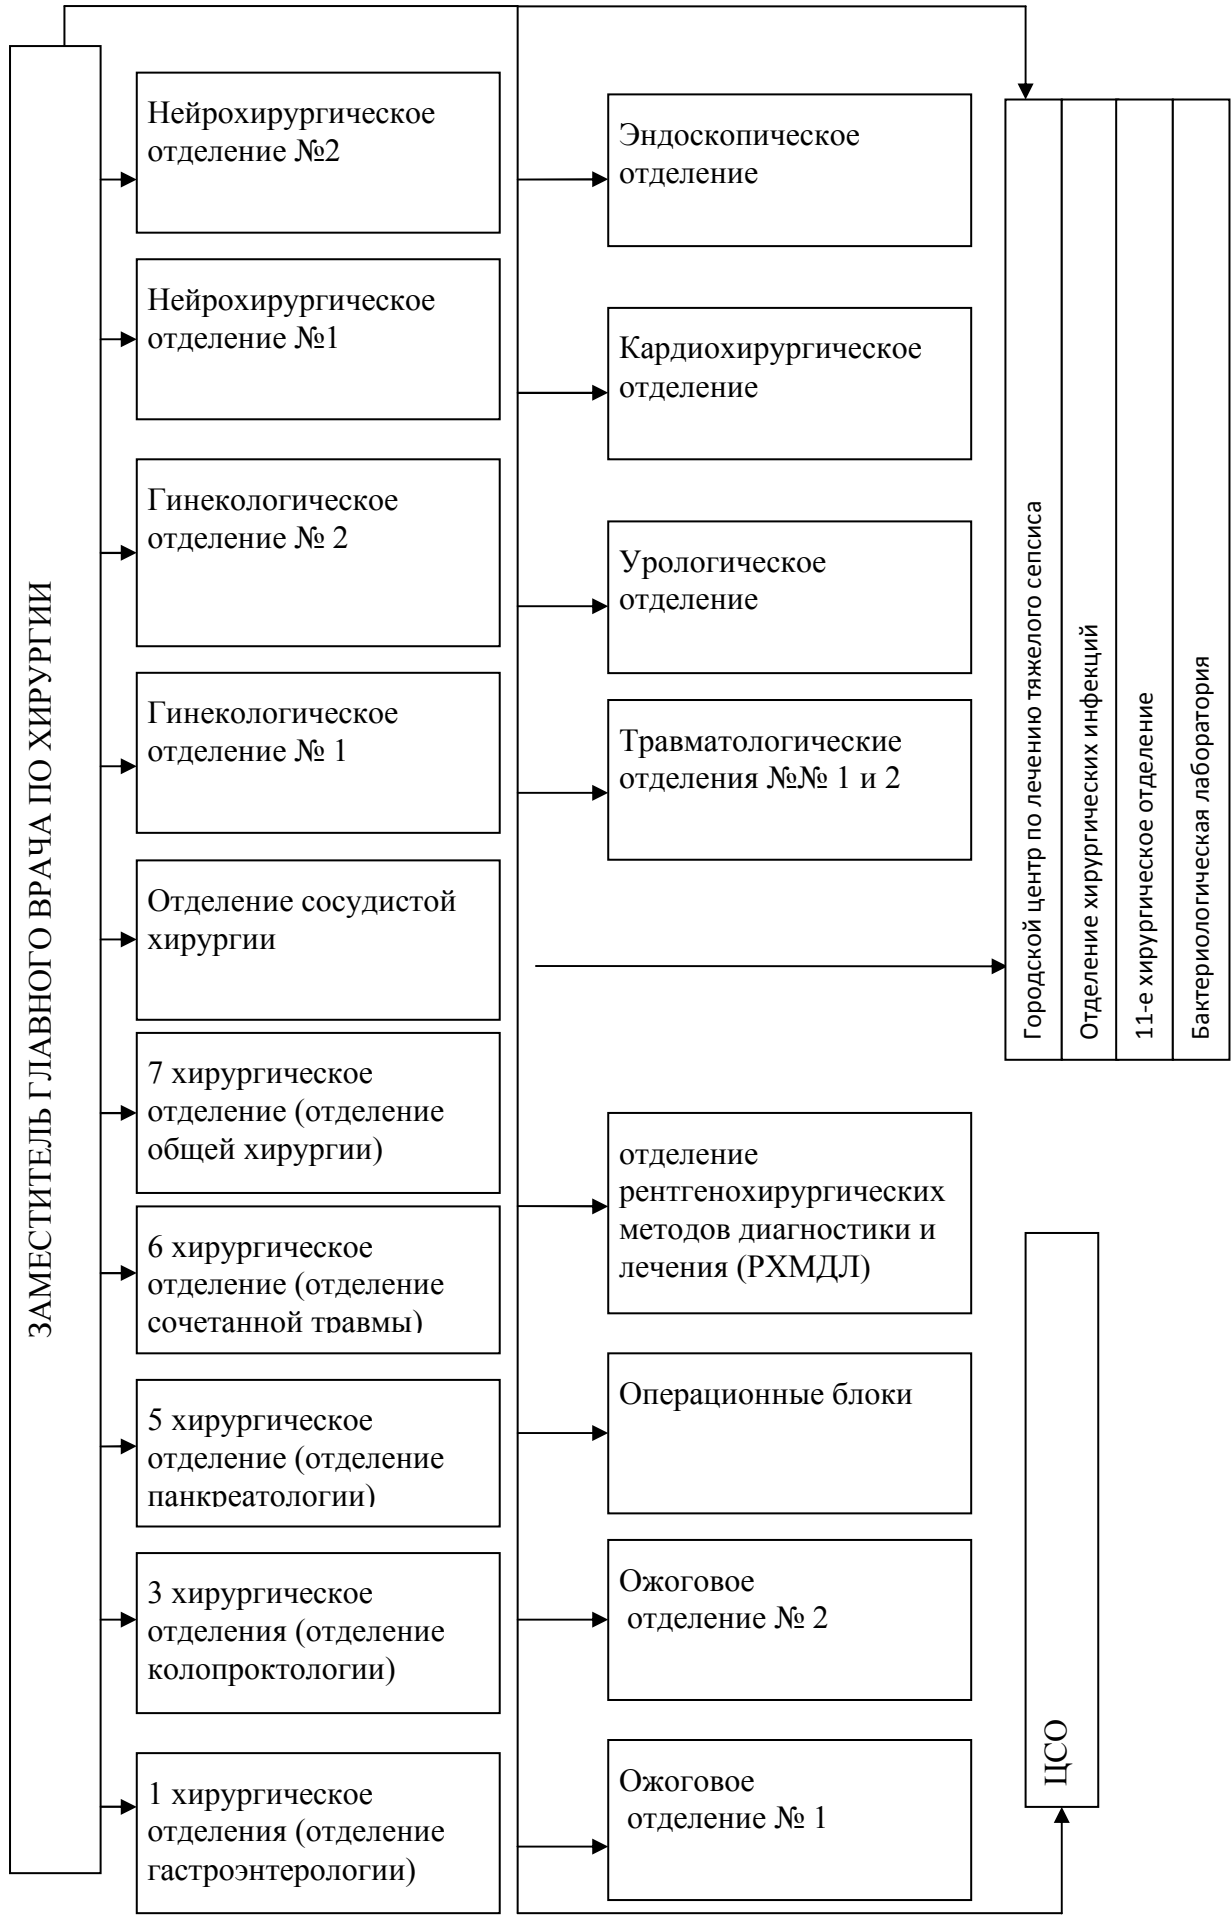 ЗАМЕСТИТЕЛЬ ГЛАВНОГО ВРАЧА ПО ХИРУРГИИ
Нейрохирургическое
отделение №2
Нейрохирургическое
отделение №1
Гинекологическое
отделение № 2
Гинекологическое
отделение № 1
Отделение сосудистой
хирургии
7 хирургическое
отделение (отделение
общей хирургии)
6 хирургическое
отделение (отделение
сочетанной травмы)
5 хирургическое
отделение (отделение
панкреатологии)
3 хирургическое
отделения (отделение
колопроктологии)
1 хирургическое
отделения (отделение
гастроэнтерологии)
Эндоскопическое
отделение
Кардиохирургическое
отделение
Урологическое
отделение
Травматологические
отделения №№ 1 и 2
отделение
рентгенохирургических
методов диагностики и
лечения (РХМДЛ)
Операционные блоки
Ожоговое
отделение № 2
Ожоговое
отделение № 1
Городской центр по лечению тяжелого сепсиса
Отделение хирургических инфекций
11-е хирургическое отделение
Бактериологическая лаборатория
ЦСО